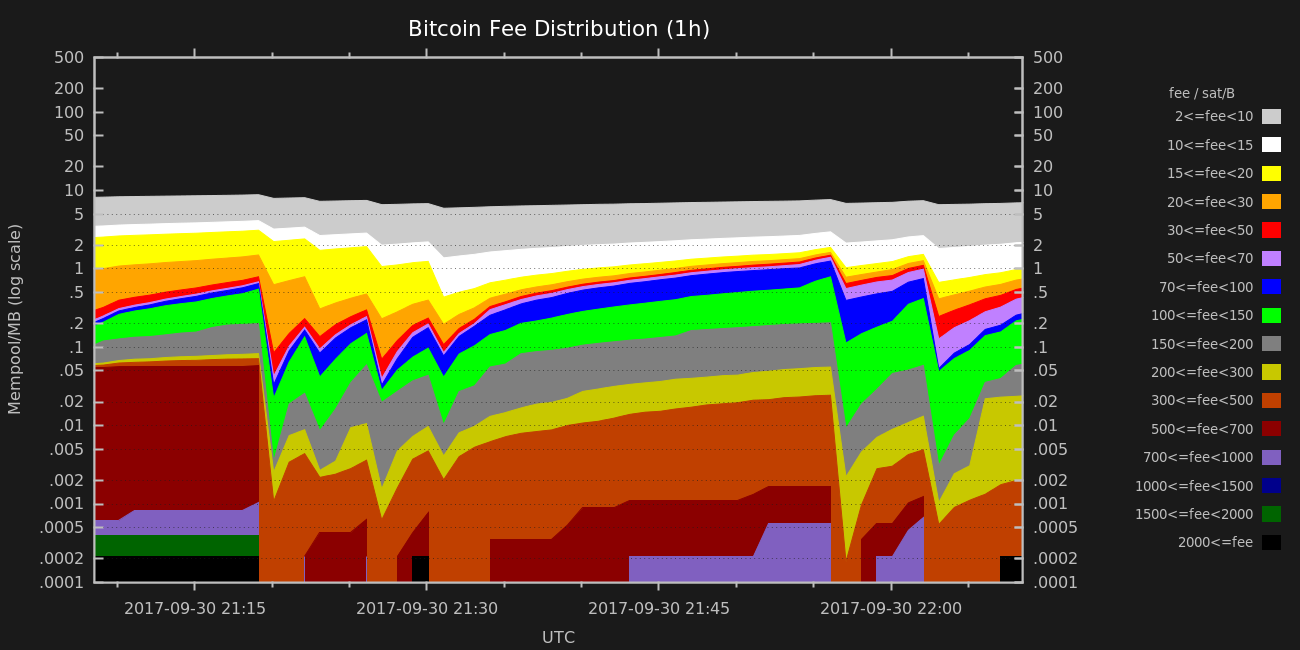 Bitcoin Fee Distribution (1h)
500 500
200 200
100 100
50 50
20 20
10 10
5 5
2 2
1 1
.5 .5
.2 .2
.1 .1
.05 .05
.02 .02
.01 .01
.005 .005
.002 .002
.001 .001
.0005 .0005
.0002 .0002
.0001 .0001
Mempool/MB (log scale)
2017-09-30 21:15 2017-09-30 21:30 2017-09-30 21:45 2017-09-30 22:00
UTC
fee / sat/B
2<=fee<10
10<=fee<15
15<=fee<20
20<=fee<30
30<=fee<50
50<=fee<70
70<=fee<100
100<=fee<150
150<=fee<200
200<=fee<300
300<=fee<500
500<=fee<700
700<=fee<1000
1000<=fee<1500
1500<=fee<2000
2000<=fee